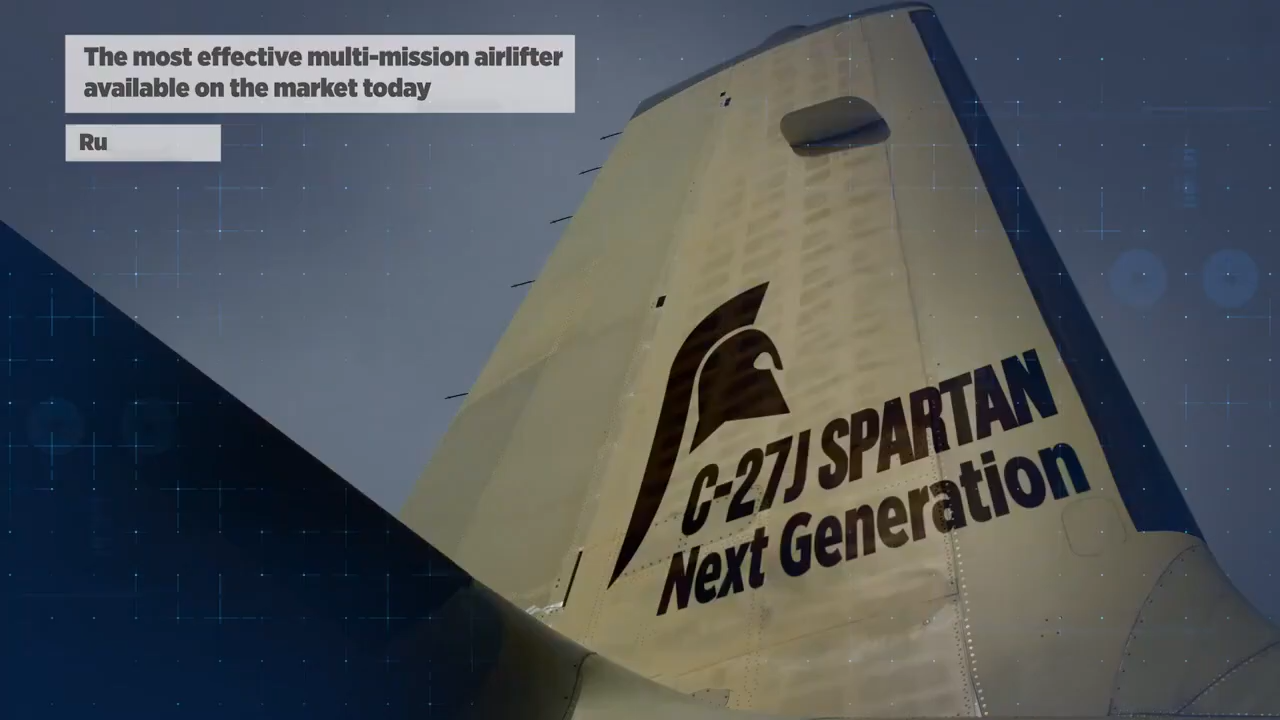 The most effective multi-mission airlifter
available on the market today
Ru
C-27J SPARTAN
Next Generation